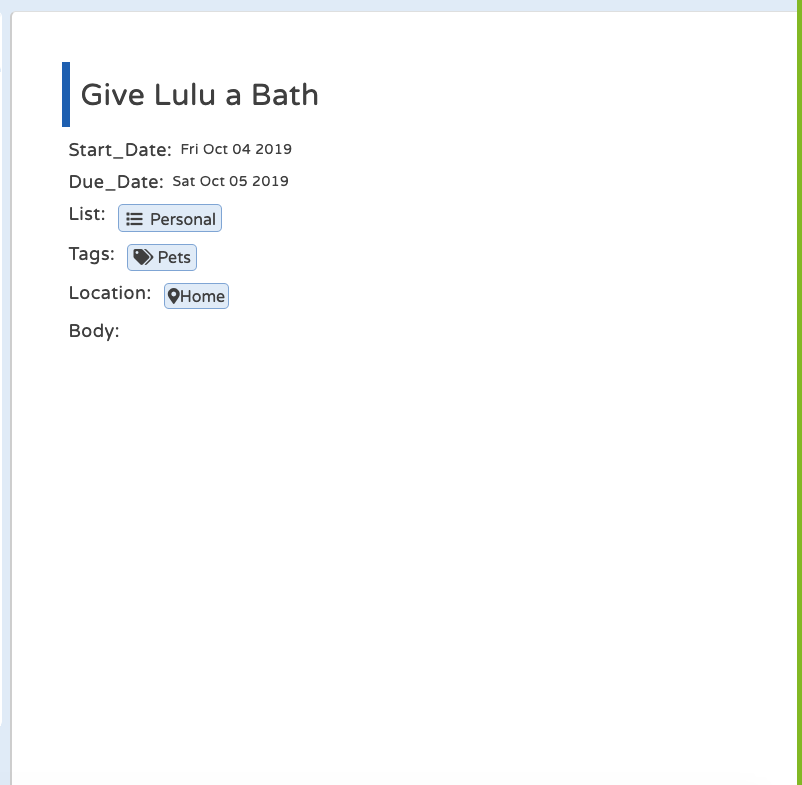 Give Lulu a Bath
Start_Date: Fri Oct 04 2019
Due_Date: Sat Oct 05 2019
List: Personal
Tags: Pets
Location: Home
Body: